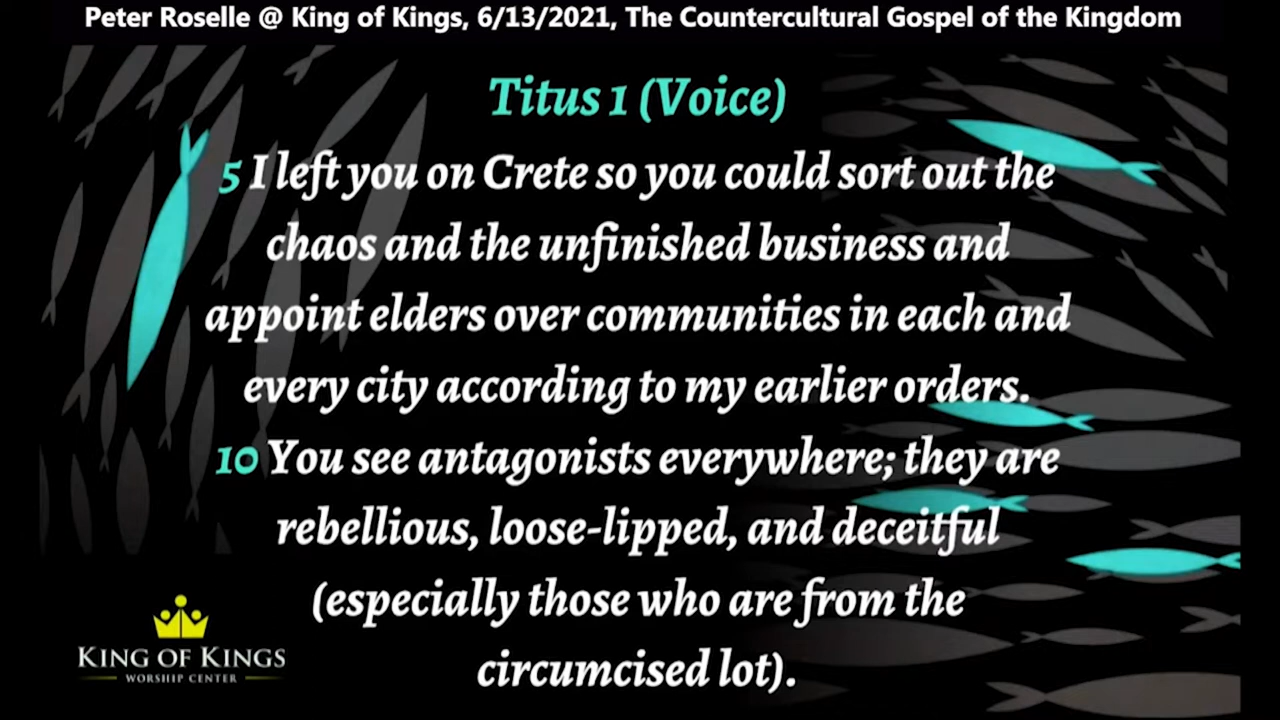 Peter Roselle @ King of Kings, 6/13/2021, The Countercultural Gospel of the Kingdom
Titus 1 (Voice)
5 I left you on Crete so you could sort out the
chaos and the unfinished business and
appoint elders over communities in each and
every city according to my earlier orders.
10 You see antagonists everywhere; they are
rebellious, loose-lipped, and deceitful
(especially those who are from the
circumcised lot).
KING OF KINGS
WORSHIP CENTER